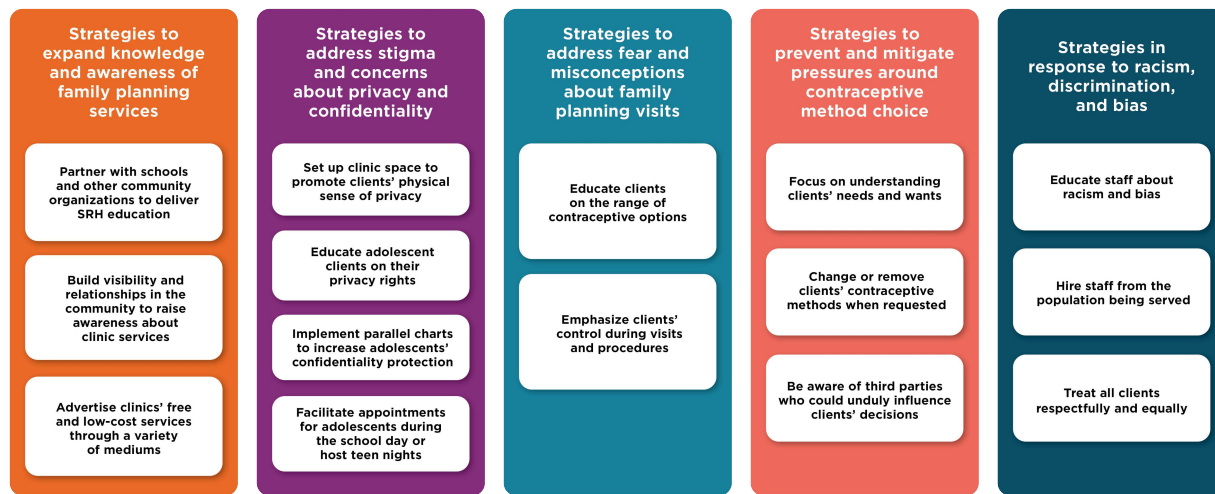 Strategies to
expand knowledge
and awareness of
family planning
services
Partner with schools
and other community
organizations to deliver
SRH education
Build visibility and
relationships in the
community to raise
awareness about
clinic services
Advertise clinics’ free
and low-cost services
through a variety
of mediums
Strategies to
address stigma
and concerns
about privacy and
confidentiality
Set up clinic space to
promote clients’ physical
sense of privacy
Educate adolescent
clients on their
privacy rights
Implement parallel charts
to increase adolescents’
confidentiality protection
Facilitate appointments
for adolescents during
the school day or
host teen nights
Strategies to
address fear and
misconceptions
about family
planning visits
Educate clients
on the range of
contraceptive options
Emphasize clients’
control during visits
and procedures
Strategies to
prevent and mitigate
pressures around
contraceptive
method choice
Focus on understanding
clients’ needs and wants
Change or remove
clients’ contraceptive
methods when requested
Be aware of third parties
who could unduly influence
clients’ decisions
Strategies in
response to racism,
discrimination,
and bias
Educate staff about
racism and bias
Hire staff from the
population being served
Treat all clients
respectfully and equally